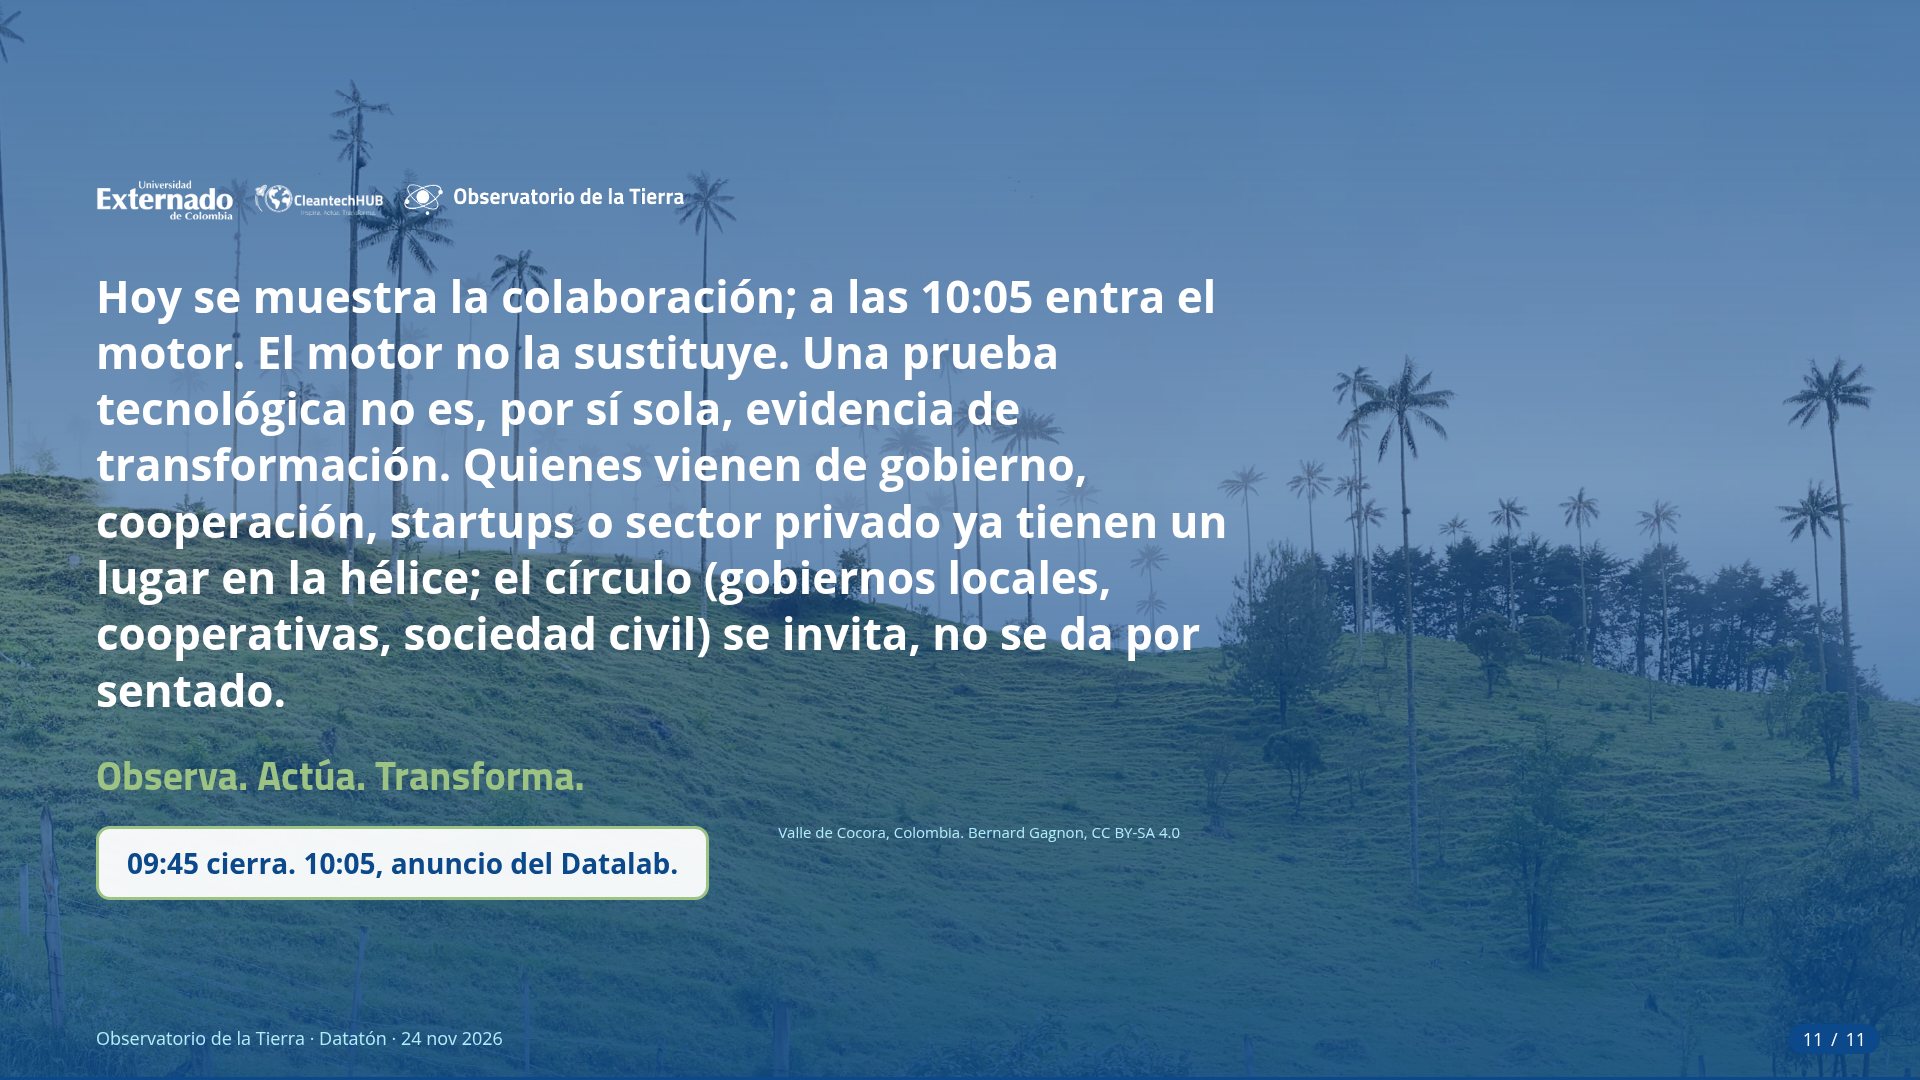 Universidad
Externado
de Colombia
CleantechHUB
Inspira. Actúa. Transforma.
Observatorio de la Tierra
Hoy se muestra la colaboración; a las 10:05 entra el
motor. El motor no la sustituye. Una prueba
tecnológica no es, por sí sola, evidencia de
transformación. Quienes vienen de gobierno,
cooperación, startups o sector privado ya tienen un
lugar en la hélice; el círculo (gobiernos locales,
cooperativas, sociedad civil) se invita, no se da por
sentado.
Observa. Actúa. Transforma.
09:45 cierra. 10:05, anuncio del Datalab.
Valle de Cocora, Colombia. Bernard Gagnon, CC BY-SA 4.0
Observatorio de la Tierra · Datatón · 24 nov 2026
11 / 11